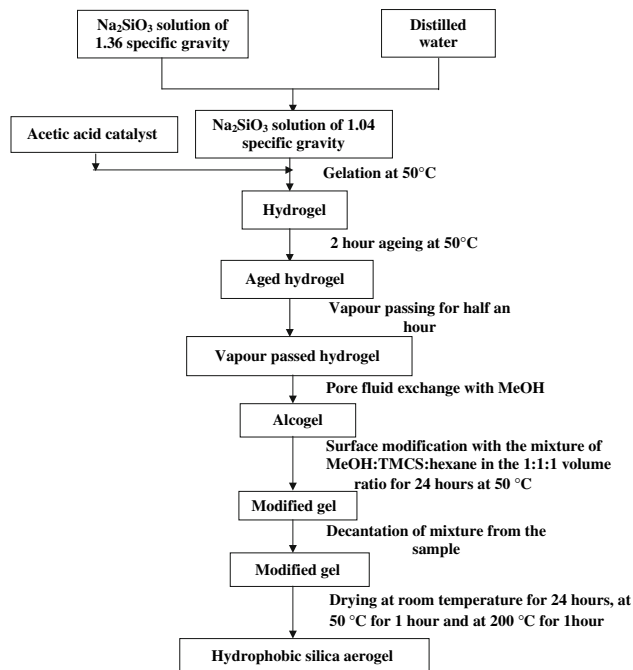 Na₂SiO₃ solution of
1.36 specific gravity
Distilled
water
Acetic acid catalyst
Na₂SiO₃ solution of 1.04
specific gravity
Gelation at 50°C
Hydrogel
2 hour ageing at 50°C
Aged hydrogel
Vapour passing for half an
hour
Vapour passed hydrogel
Pore fluid exchange with MeOH
Alcogel
Surface modification with the mixture of
MeOH:TMCS:hexane in the 1:1:1 volume
ratio for 24 hours at 50 °C
Modified gel
Decantation of mixture from the
sample
Modified gel
Drying at room temperature for 24 hours, at
50 °C for 1 hour and at 200 °C for 1hour
Hydrophobic silica aerogel